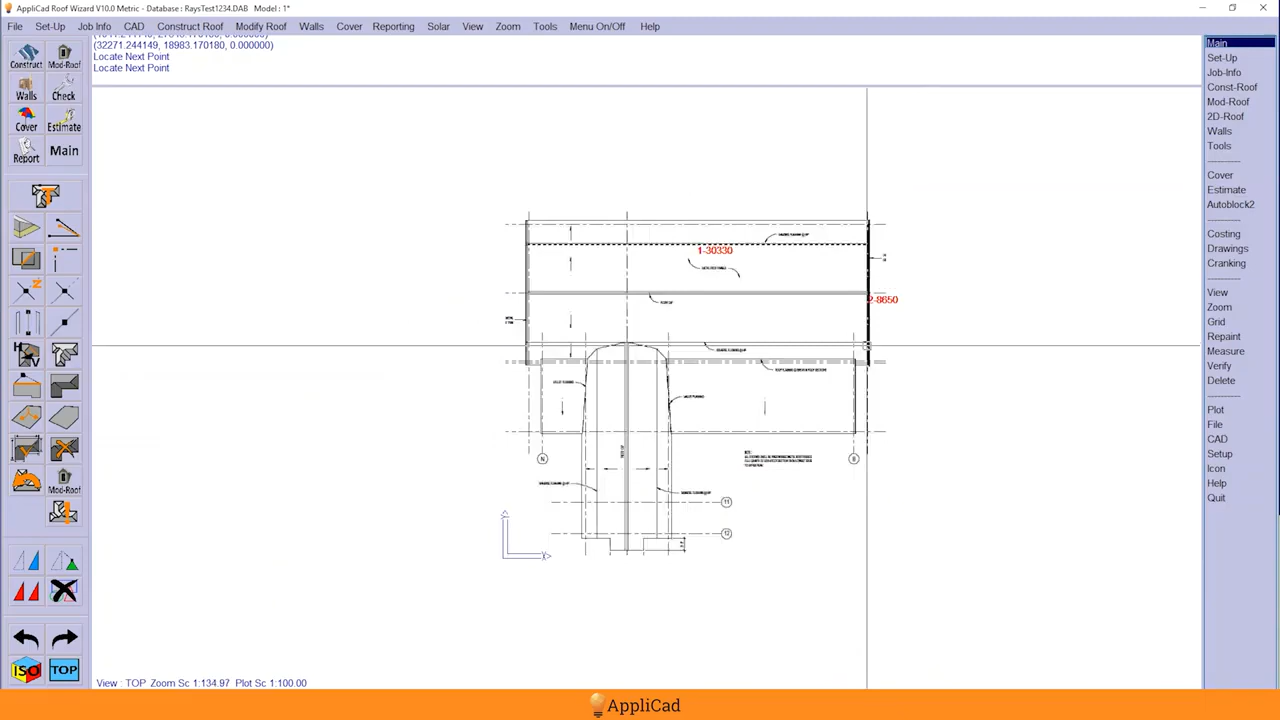 AppliCad Roof Wizard V10.0 Metric - Database : RaysTest1234.DAB Model : 1*
File Set-Up Job Info CAD Construct Roof Modify Roof Walls Cover Reporting Solar View Zoom Tools Menu On/Off Help
(32271.244149, 18983.170180, 0.000000)
Locate Next Point
Locate Next Point
Construct Mod-Roof
Walls Check
Cover Estimate
Report Main
ISO TOP
1-30330
2-8650
N
B
11
12
Y
X
View : TOP Zoom Sc 1:134.97 Plot Sc 1:100.00
Main
Set-Up
Job-Info
Const-Roof
Mod-Roof
2D-Roof
Walls
Tools
-----------
Cover
Estimate
Autoblock2
-----------
Costing
Drawings
Cranking
-----------
View
Zoom
Grid
Repaint
Measure
Verify
Delete
-----------
Plot
File
CAD
Setup
Icon
Help
Quit
Mod-Roof
AppliCad